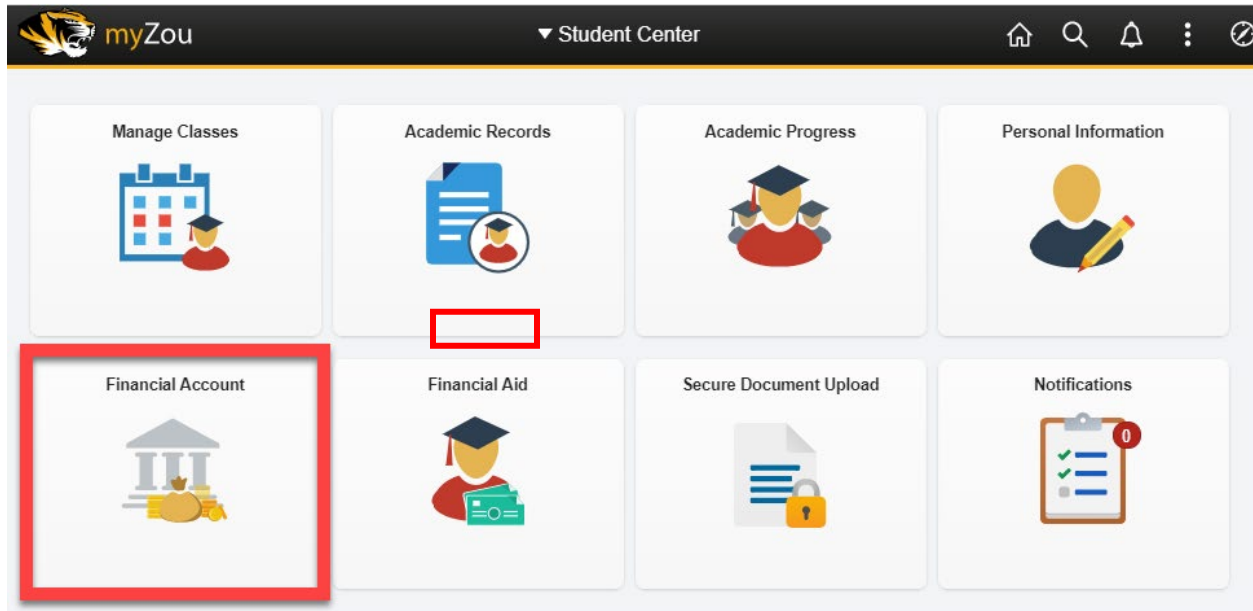 myZou
▼ Student Center
Manage Classes
Academic Records
Academic Progress
Personal Information
Financial Account
Financial Aid
Secure Document Upload
Notifications
0